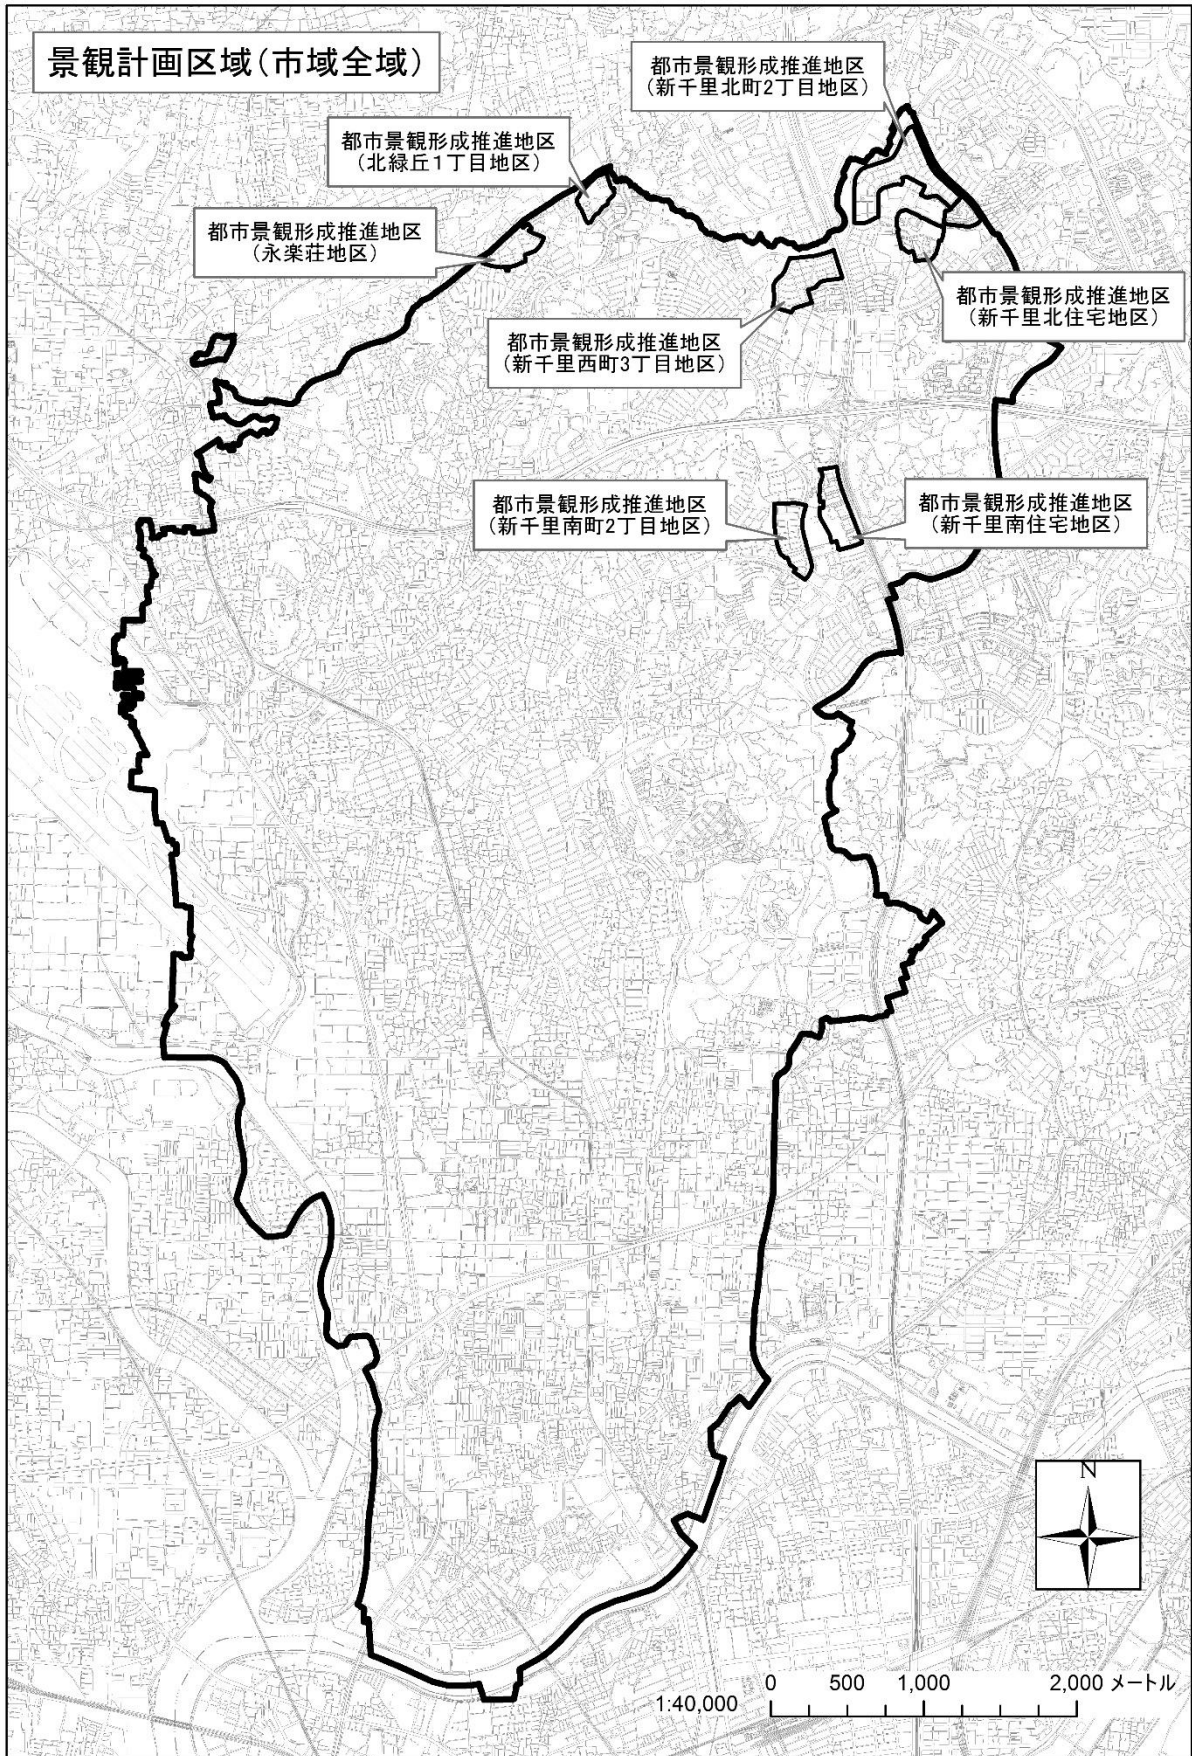 景観計画区域(市域全域)
都市景観形成推進地区
(新千里北町2丁目地区)
都市景観形成推進地区
(北緑丘1丁目地区)
都市景観形成推進地区
(永楽荘地区)
都市景観形成推進地区
(新千里北住宅地区)
都市景観形成推進地区
(新千里西町3丁目地区)
都市景観形成推進地区
(新千里南町2丁目地区)
都市景観形成推進地区
(新千里南住宅地区)
N
0 500 1,000 2,000 メートル
1:40,000